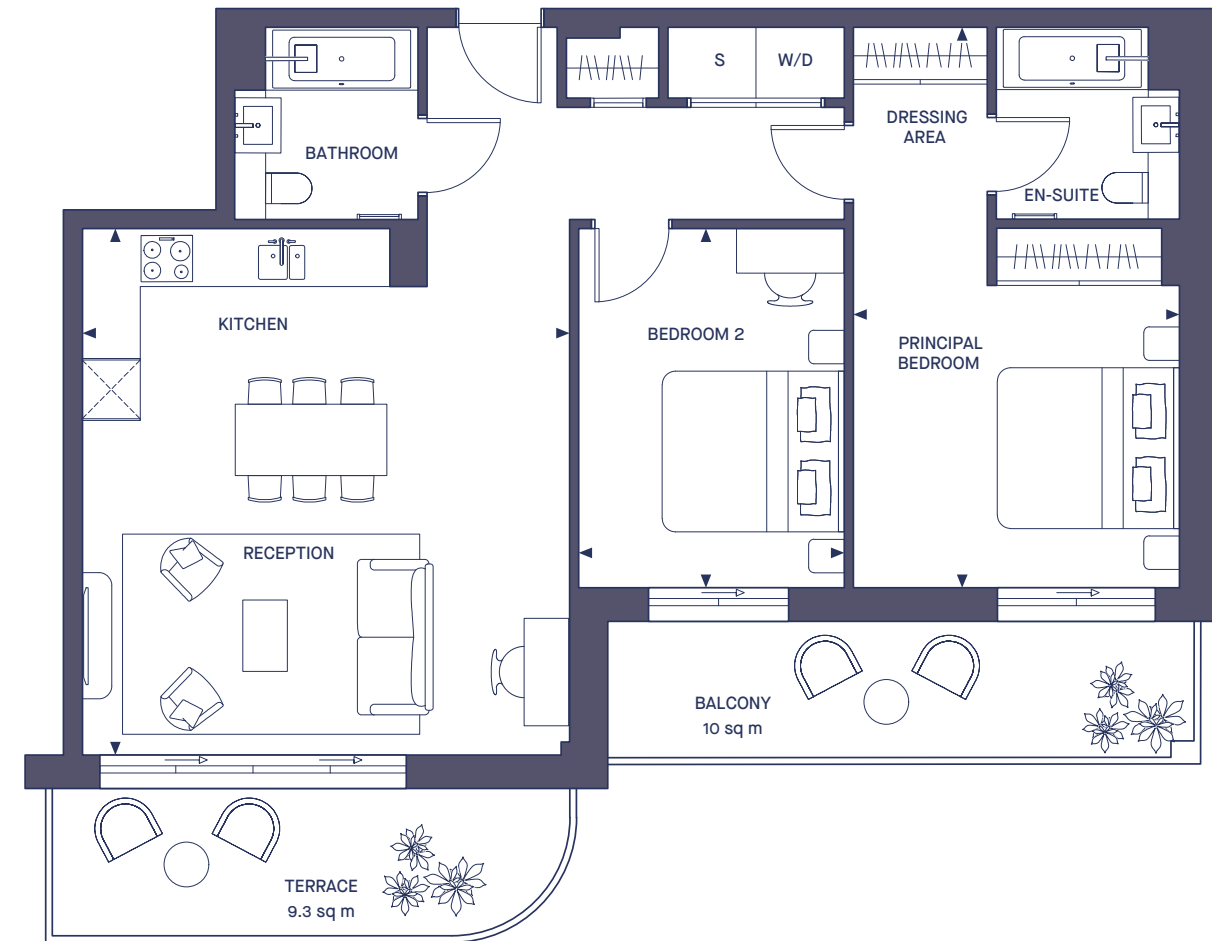 S
W/D
DRESSING
AREA
BATHROOM
EN-SUITE
KITCHEN
BEDROOM 2
PRINCIPAL
BEDROOM
RECEPTION
BALCONY
10 sq m
TERRACE
9.3 sq m